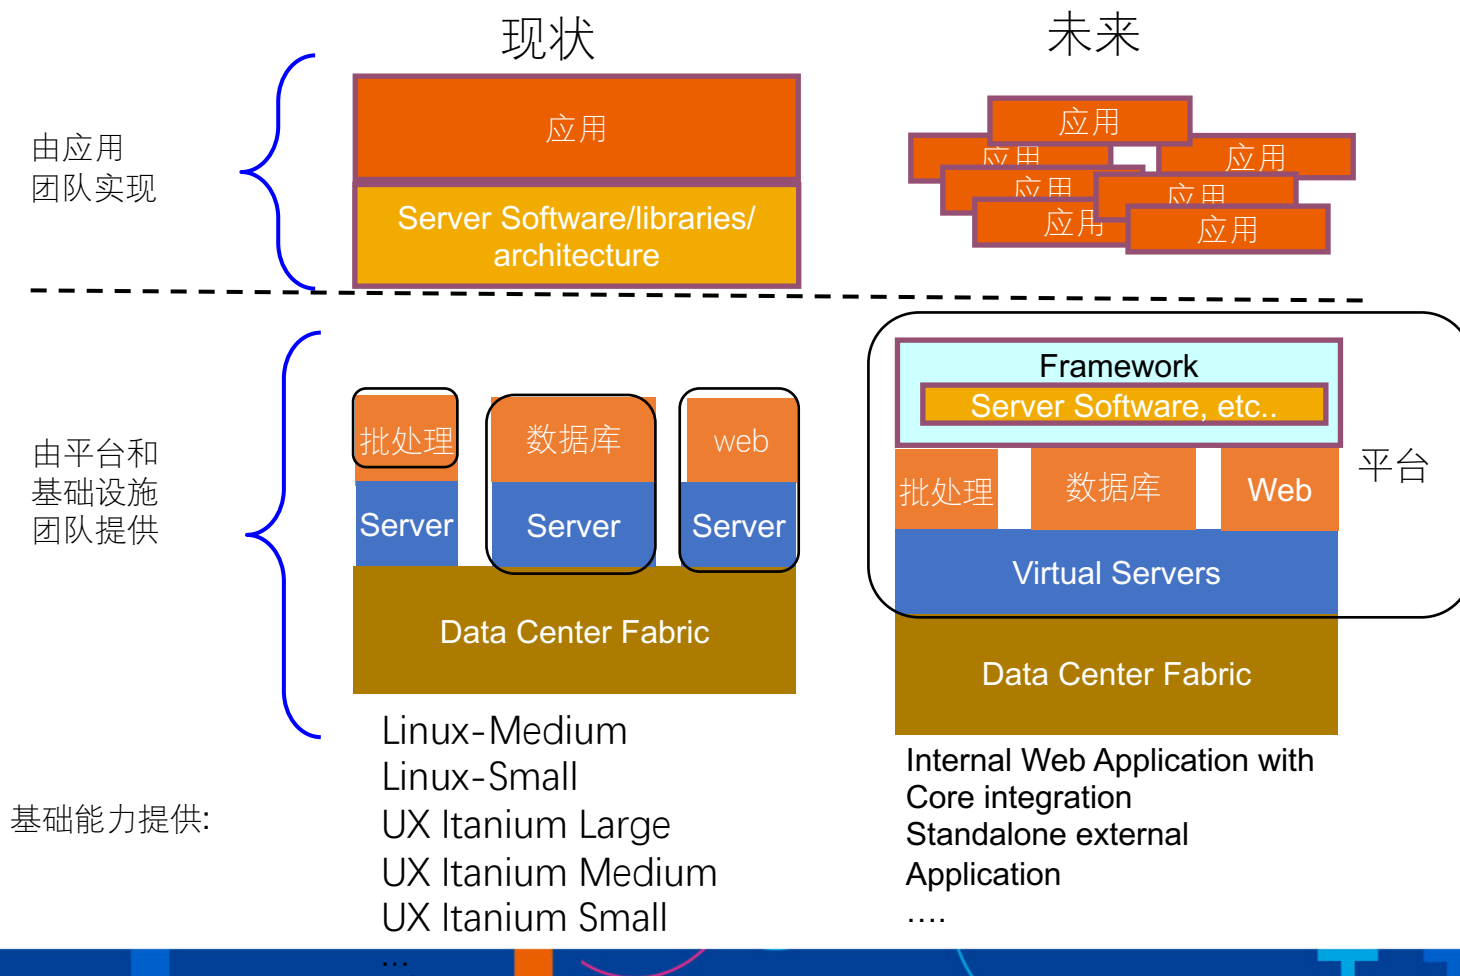 现状
未来
由应用
团队实现
应用
Server Software/libraries/
architecture
应用
应用
应用
应用
应用
应用
应用
由平台和
基础设施
团队提供
批处理
数据库
web
Server
Server
Server
Data Center Fabric
Framework
Server Software, etc..
批处理
数据库
Web
平台
Virtual Servers
Data Center Fabric
基础能力提供:
Linux-Medium
Linux-Small
UX Itanium Large
UX Itanium Medium
UX Itanium Small
...
Internal Web Application with
Core integration
Standalone external
Application
....